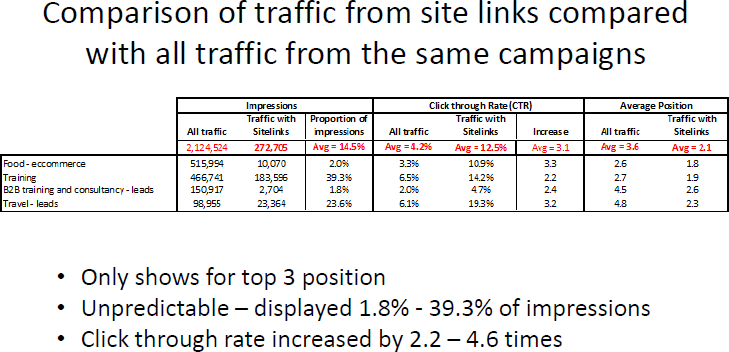 Comparison of traffic from site links compared
with all traffic from the same campaigns
Impressions Click through Rate (CTR) Average Position
Traffic with Proportion of Traffic with Traffic with
All traffic Sitelinks impressions All traffic Sitelinks Increase All traffic Sitelinks
2,124,524 272,705 Avg = 14.5% Avg = 4.2% Avg = 12.5% Avg = 3.1 Avg = 3.6 Avg = 2.1
Food - eccommerce 515,994 10,070 2.0% 3.3% 10.9% 3.3 2.6 1.8
Training 466,741 183,596 39.3% 6.5% 14.2% 2.2 2.7 1.9
B2B training and consultancy - leads 150,917 2,704 1.8% 2.0% 4.7% 2.4 4.5 2.6
Travel - leads 98,955 23,364 23.6% 6.1% 19.3% 3.2 4.8 2.3
• Only shows for top 3 position
• Unpredictable – displayed 1.8% - 39.3% of impressions
• Click through rate increased by 2.2 – 4.6 times